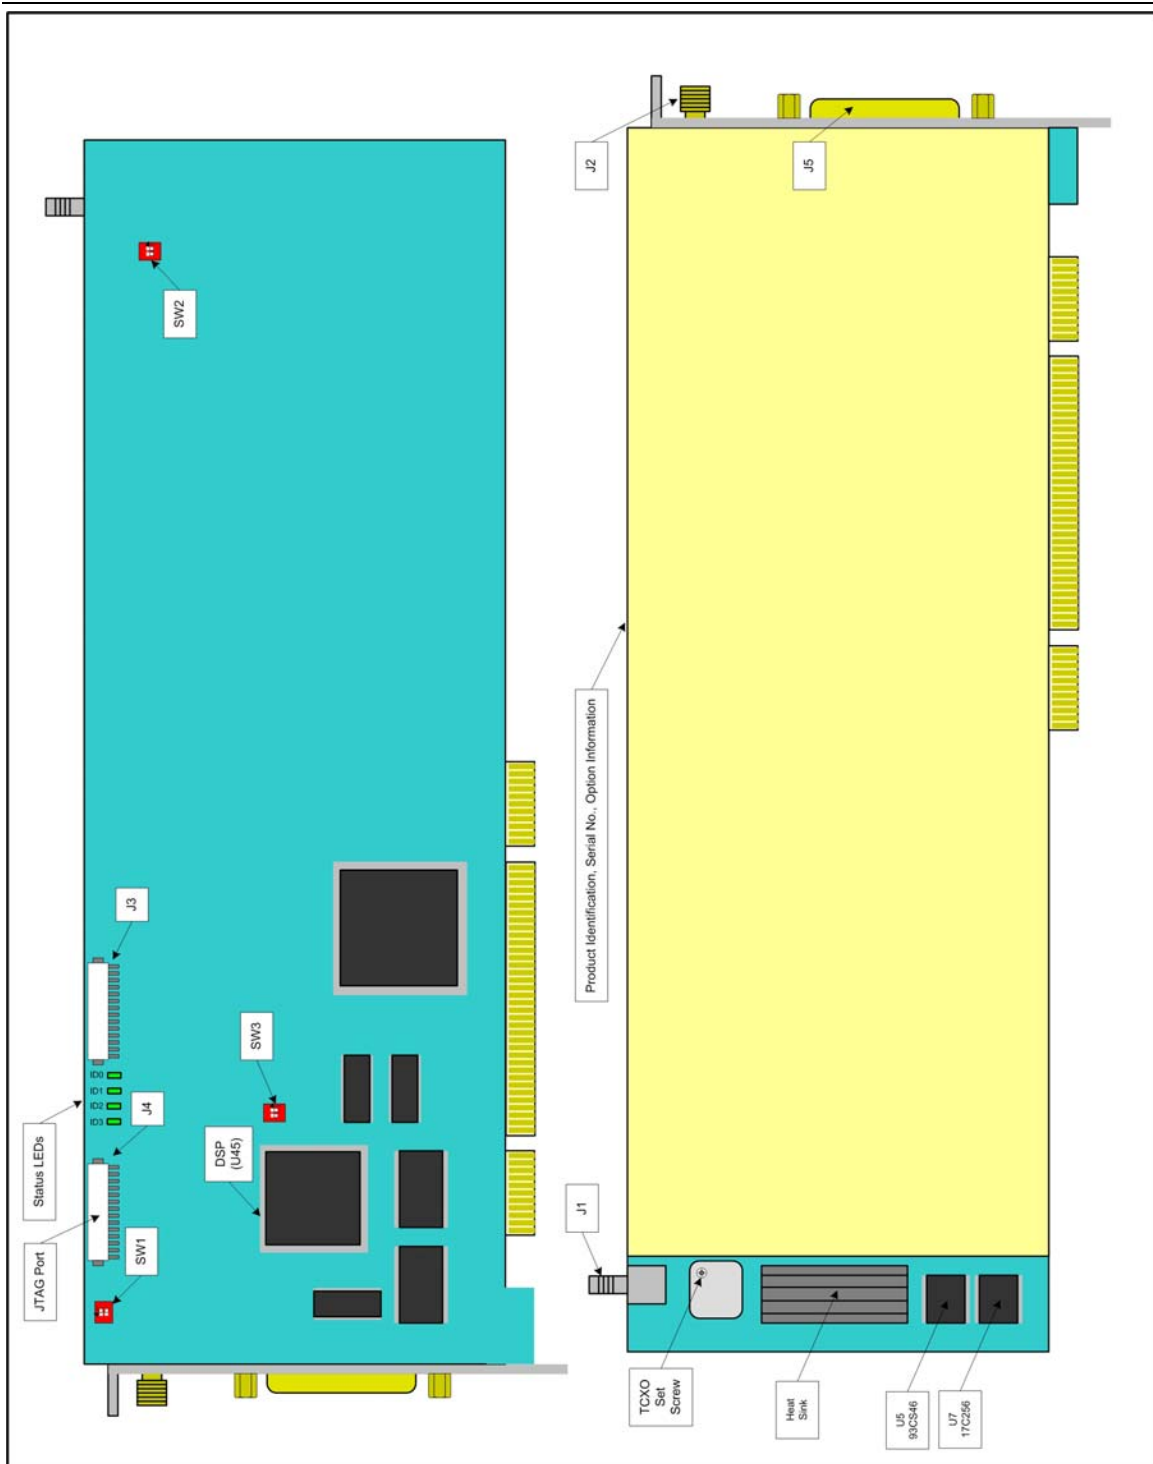 J2
J5
SW2
Product Identification, Serial No., Option Information
J3
SW3
ID0
ID1
ID2
ID3
J4
Status LEDs
DSP
(U45)
JTAG Port
SW1
J1
TCXO
Set
Screw
Heat
Sink
U5
93CS46
U7
17C256